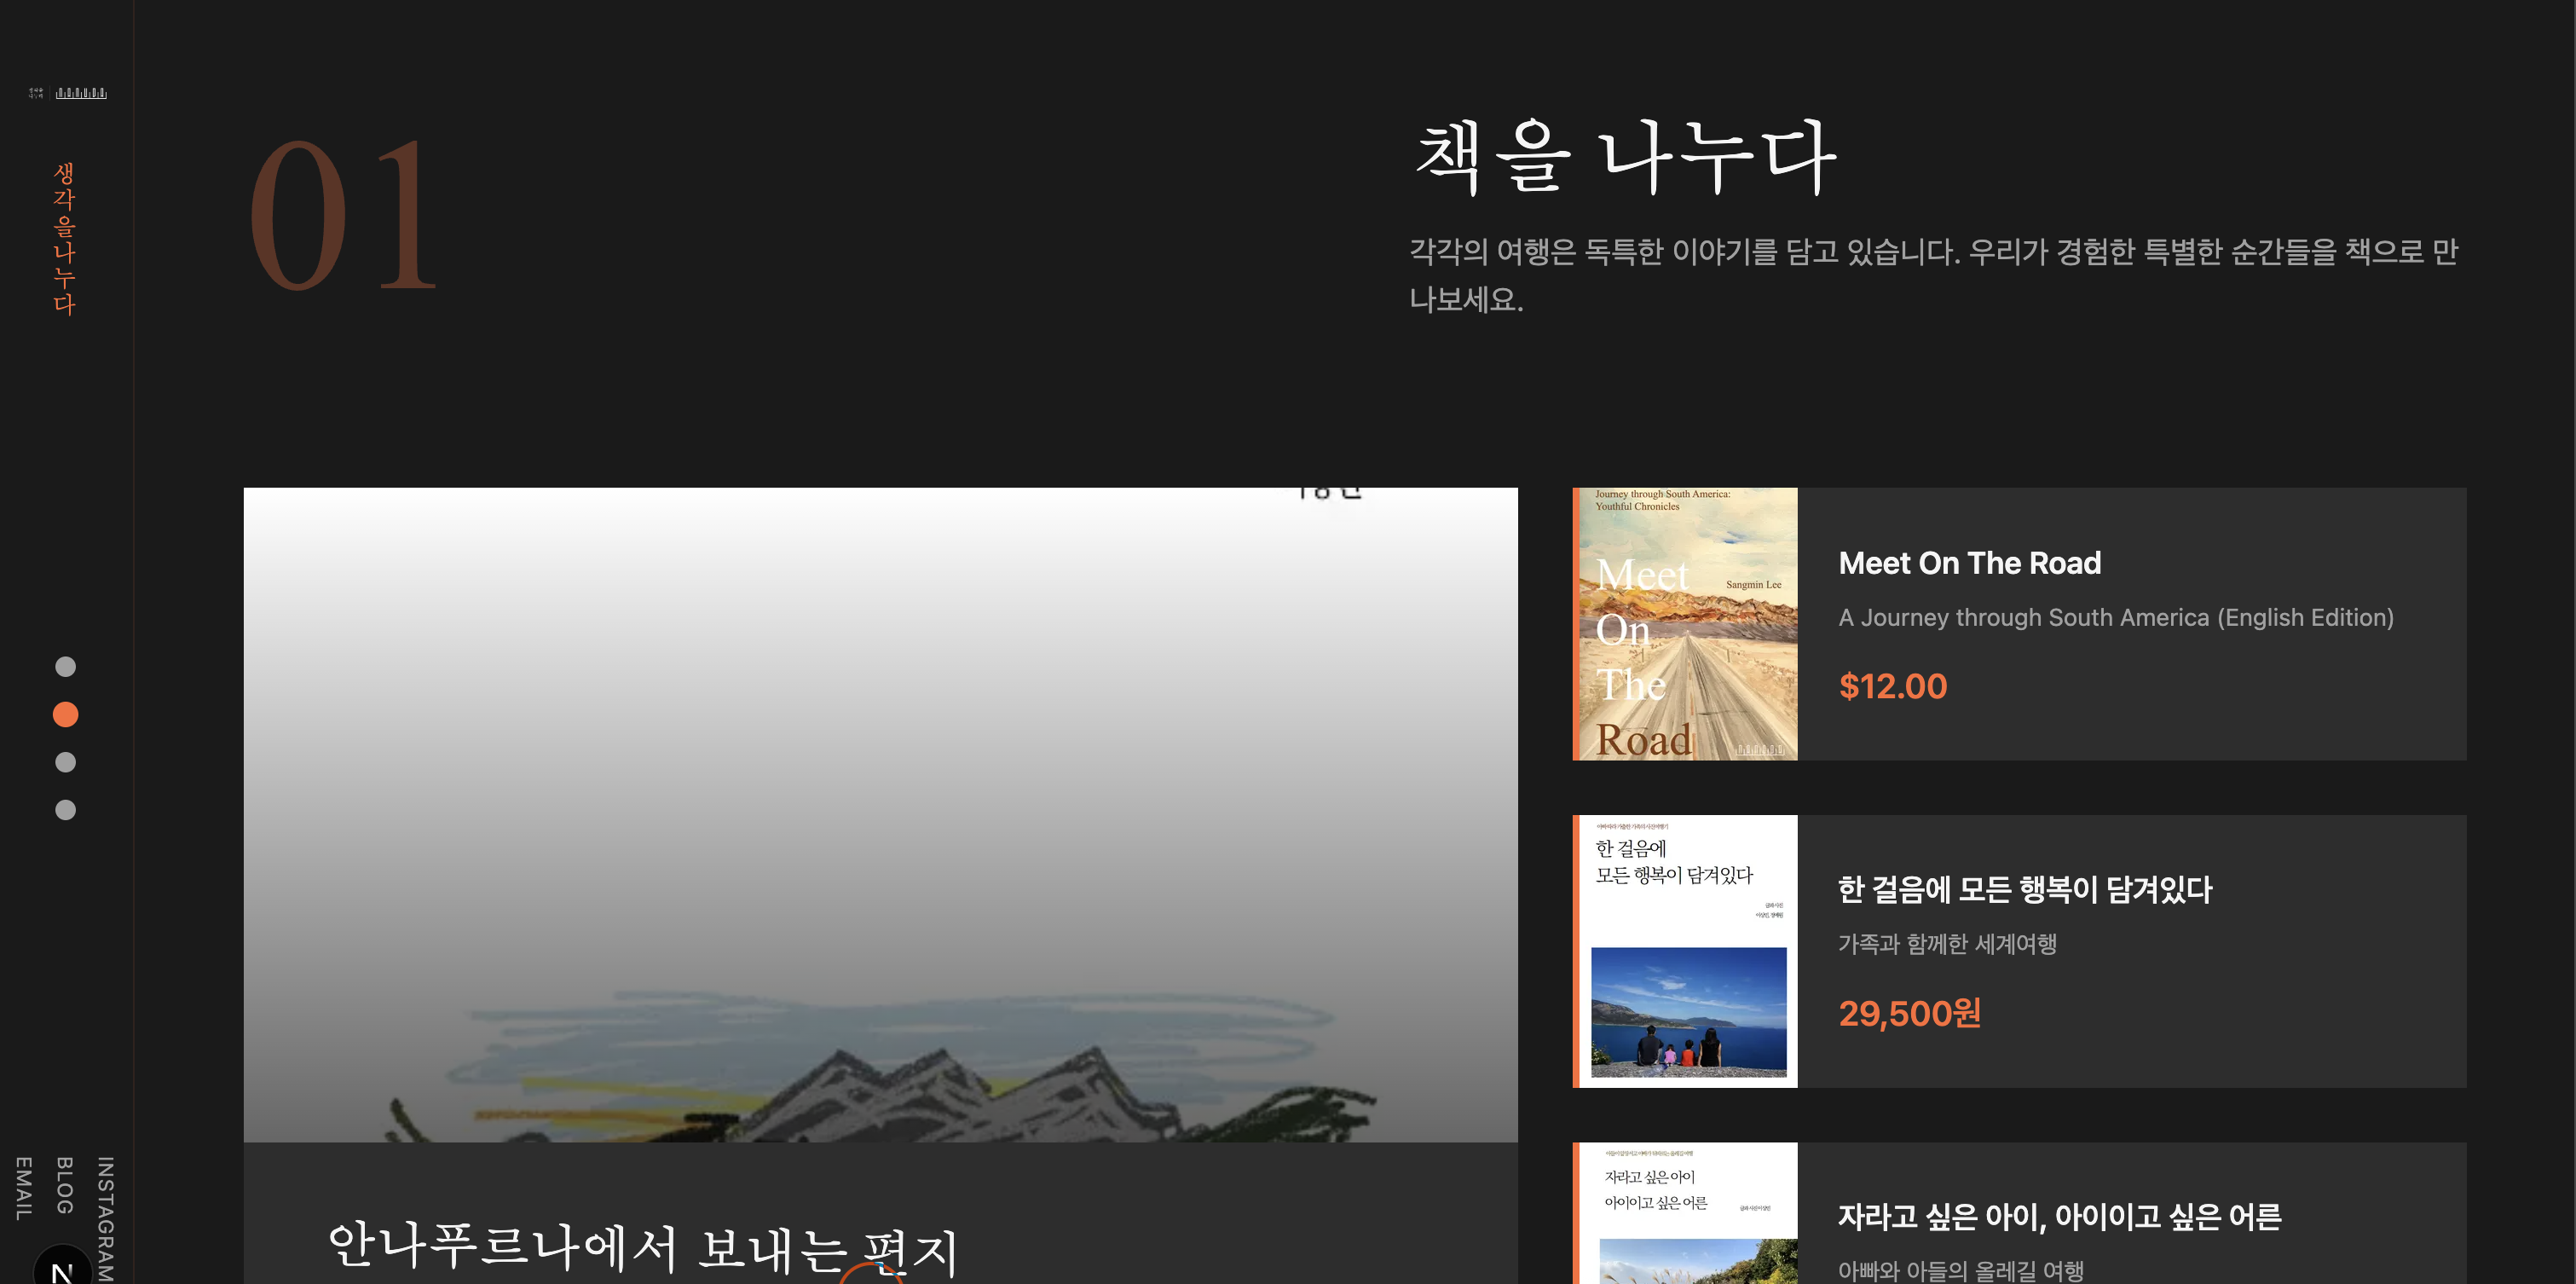 생각을나누다
EMAIL
BLOG
INSTAGRAM
01
책을 나누다
각각의 여행은 독특한 이야기를 담고 있습니다. 우리가 경험한 특별한 순간들을 책으로 만
나보세요.
안나푸르나에서 보내는 편지
Journey through South America:
Youthful Chronicles
Meet
On
The
Road
Sangmin Lee
Meet On The Road
A Journey through South America (English Edition)
$12.00
한 걸음에
모든 행복이 담겨있다
한 걸음에 모든 행복이 담겨있다
가족과 함께한 세계여행
29,500원
자라고 싶은 아이
아이이고 싶은 어른
자라고 싶은 아이, 아이이고 싶은 어른
아빠와 아들의 올레길 여행